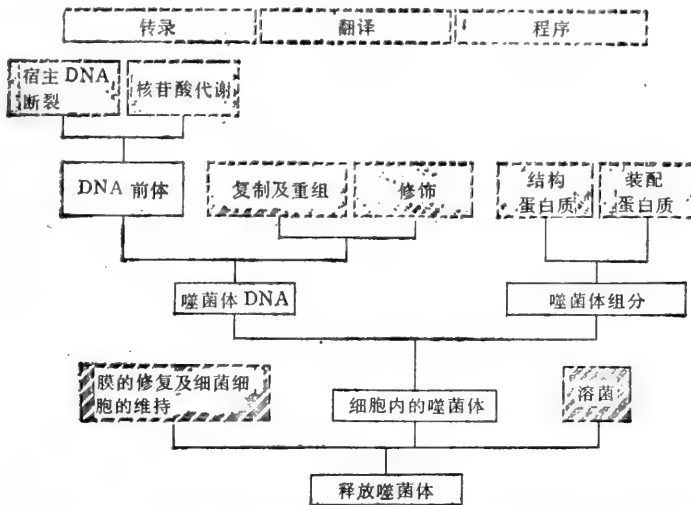 转录
翻译
程序
宿主 DNA
断裂
核苷酸代谢
DNA 前体
复制及重组
修饰
结构
蛋白质
装配
蛋白质
噬菌体 DNA
噬菌体组分
膜的修复及细菌细
胞的维持
细胞内的噬菌体
溶菌
释放噬菌体